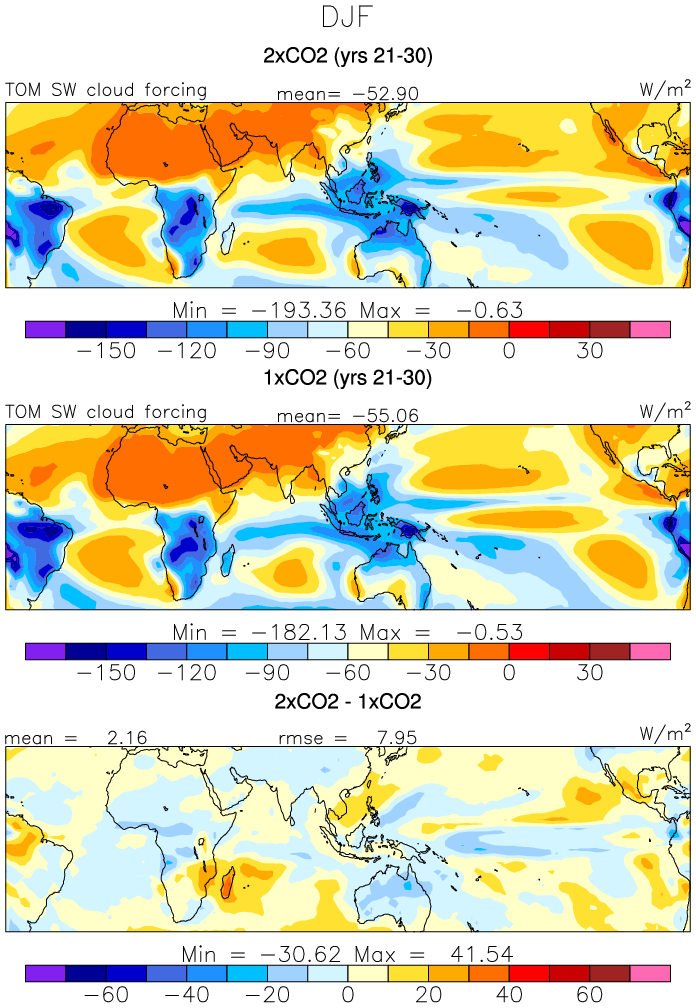 DJF
2xCO2 (yrs 21-30)
TOM SW cloud forcing mean= −52.90 W/m²
Min = −193.36 Max = −0.63
−150 −120 −90 −60 −30 0 30
1xCO2 (yrs 21-30)
TOM SW cloud forcing mean= −55.06 W/m²
Min = −182.13 Max = −0.53
−150 −120 −90 −60 −30 0 30
2xCO2 - 1xCO2
mean = 2.16 rmse = 7.95 W/m²
Min = −30.62 Max = 41.54
−60 −40 −20 0 20 40 60